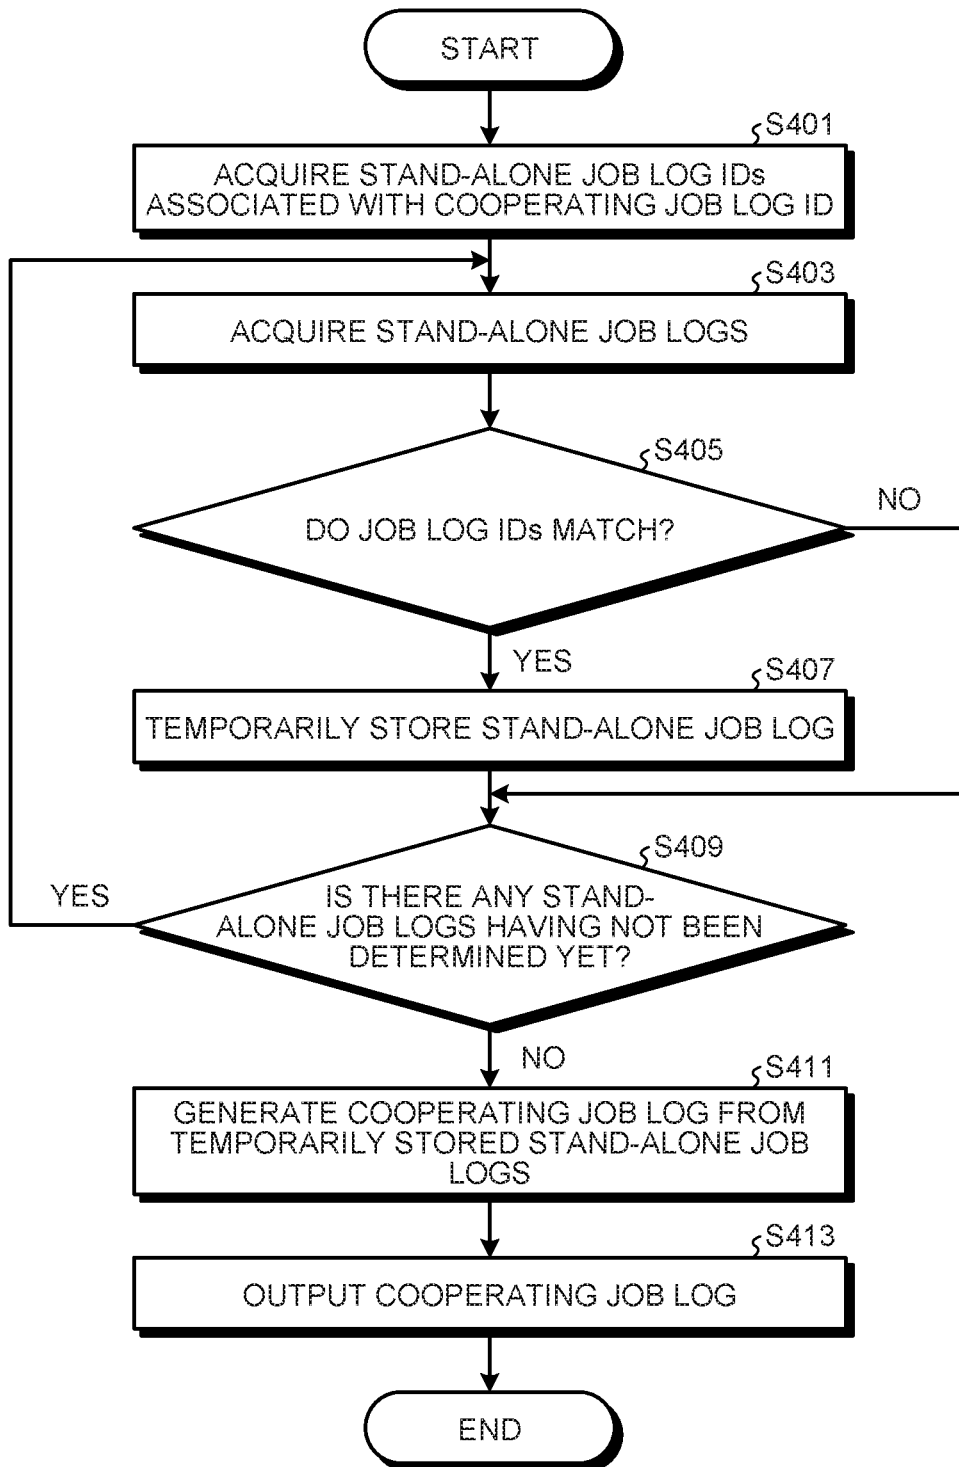 START
S401
ACQUIRE STAND-ALONE JOB LOG IDs
ASSOCIATED WITH COOPERATING JOB LOG ID
S403
ACQUIRE STAND-ALONE JOB LOGS
S405
NO
DO JOB LOG IDs MATCH?
YES
S407
TEMPORARILY STORE STAND-ALONE JOB LOG
S409
YES
IS THERE ANY STAND-
ALONE JOB LOGS HAVING NOT BEEN
DETERMINED YET?
NO
S411
GENERATE COOPERATING JOB LOG FROM
TEMPORARILY STORED STAND-ALONE JOB
LOGS
S413
OUTPUT COOPERATING JOB LOG
END